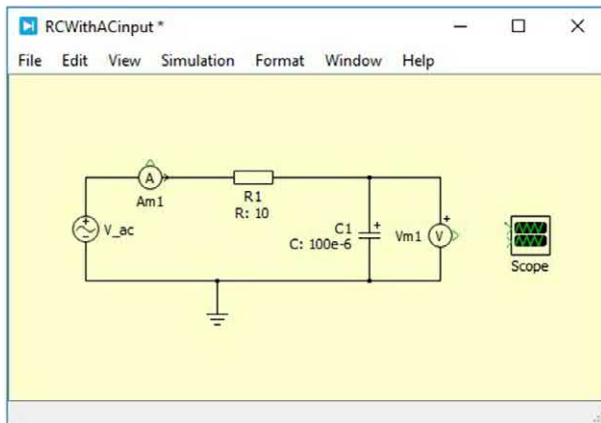 RCWithACinput *
File Edit View Simulation Format Window Help
A
Am1
R1
R: 10
V_ac
C1
C: 100e-6
Vm1
V
Scope